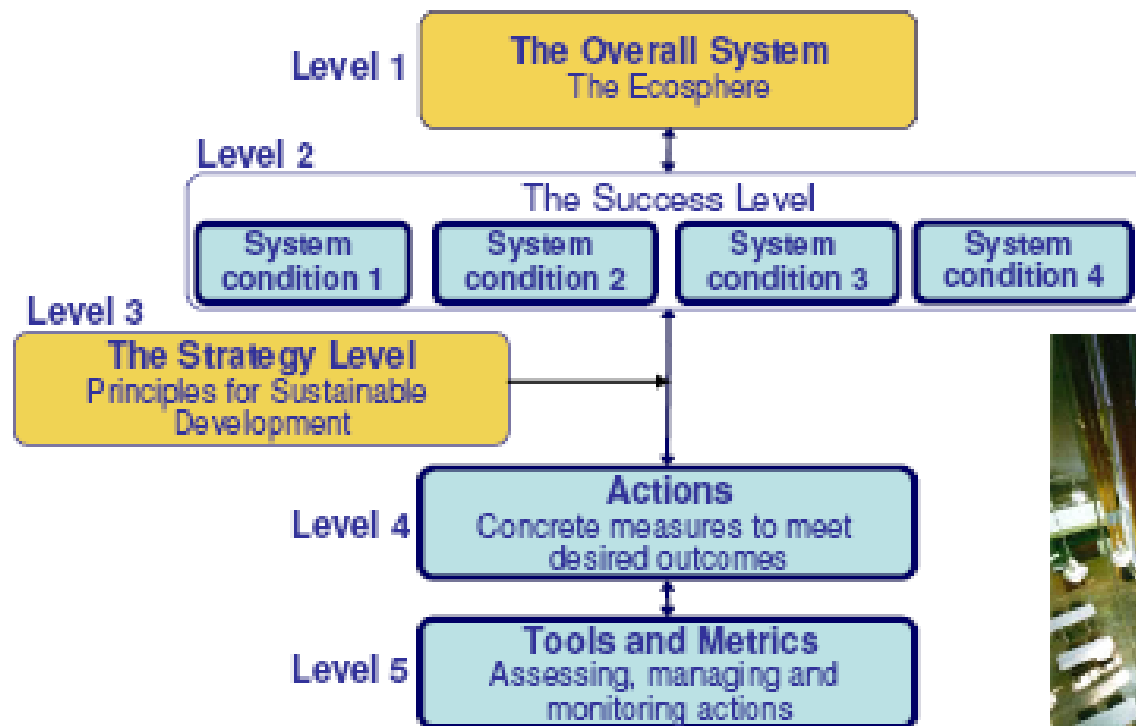 Level 1
The Overall System
The Ecosphere
Level 2
The Success Level
System
condition 1
System
condition 2
System
condition 3
System
condition 4
Level 3
The Strategy Level
Principles for Sustainable
Development
Level 4
Actions
Concrete measures to meet
desired outcomes
Level 5
Tools and Metrics
Assessing, managing and
monitoring actions